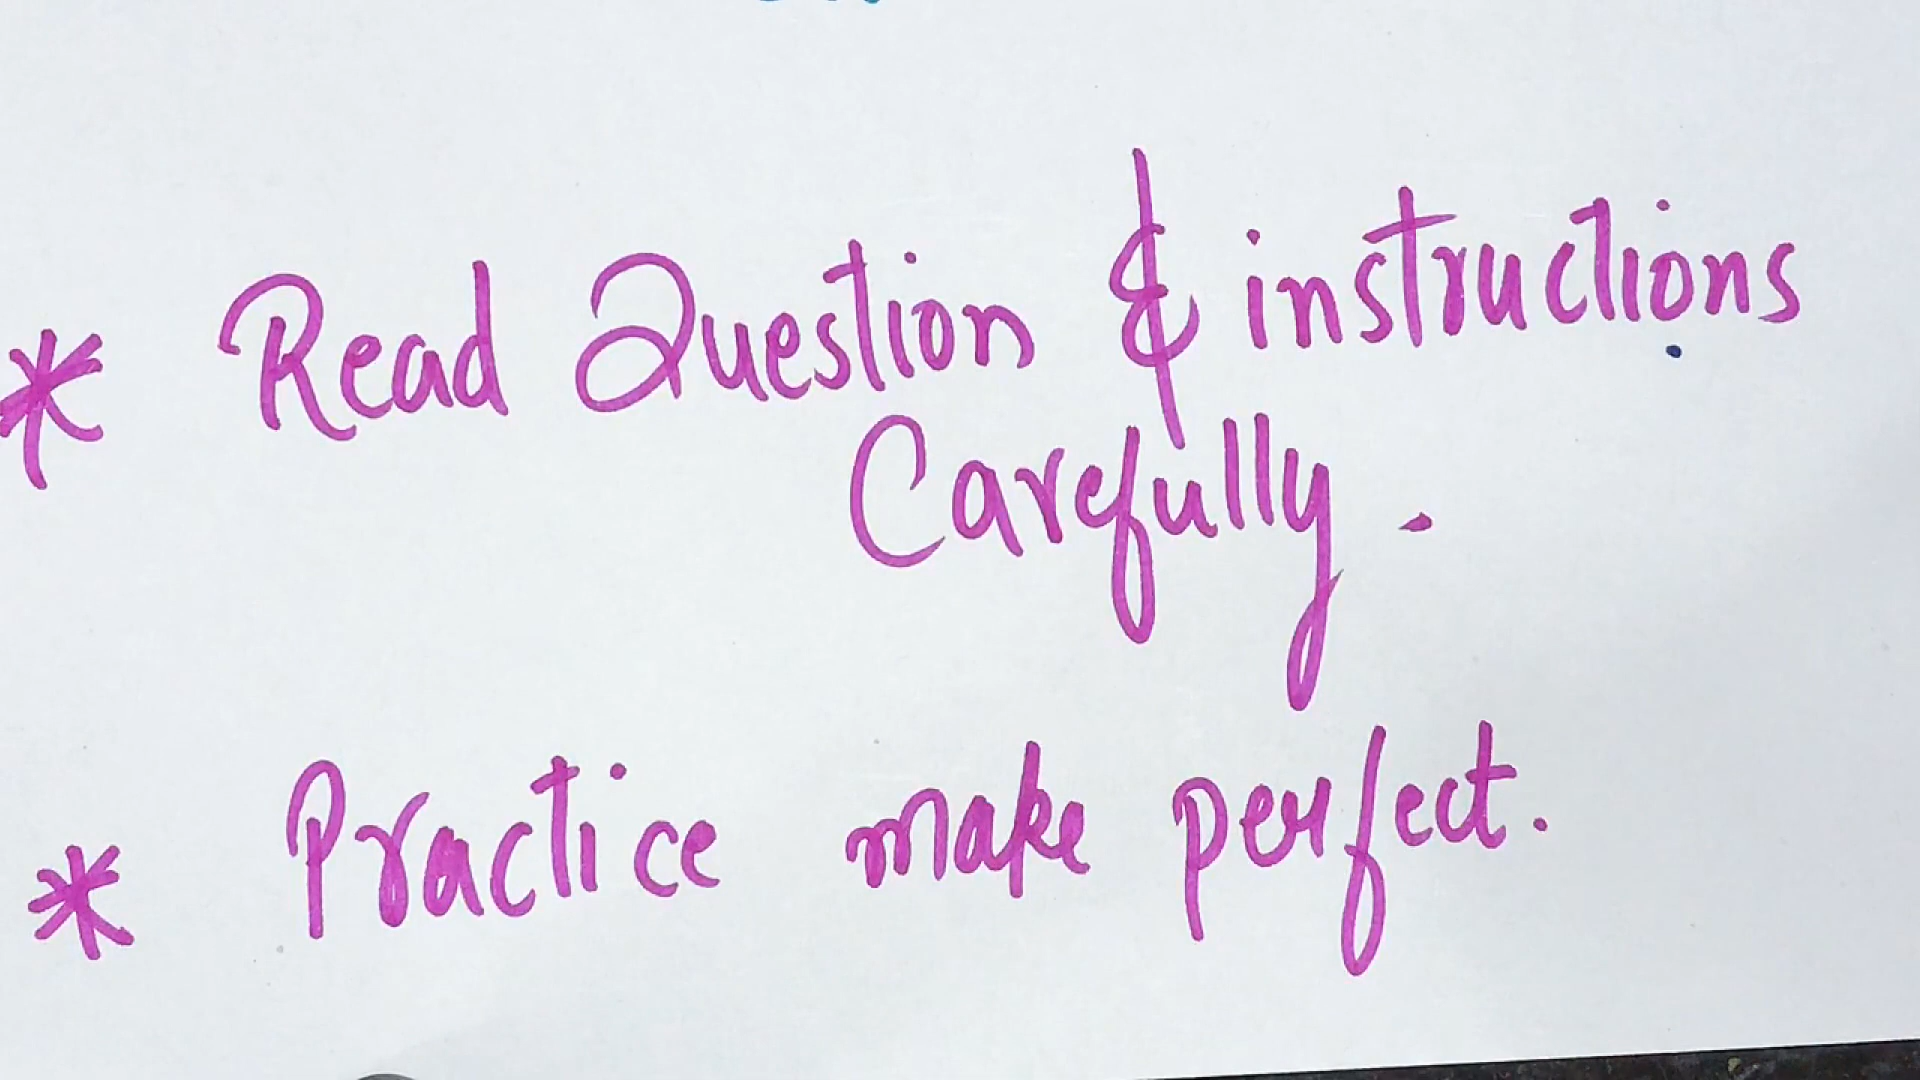 * Read Question & instructions
Carefully.
* Practice make perfect.